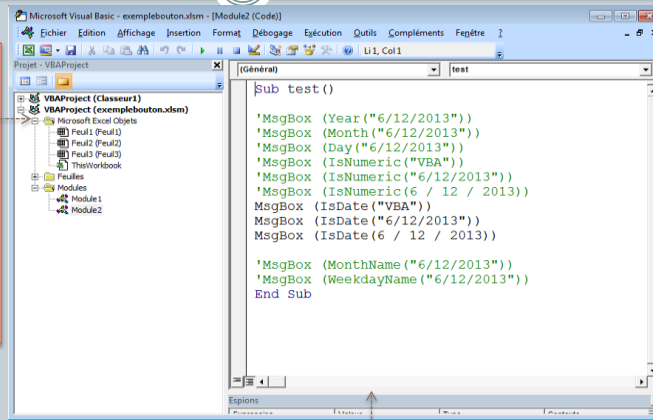 Microsoft Visual Basic - exemplebouton.xlsm - [Module2 (Code)]
Fichier Edition Affichage Insertion Format Débogage Exécution Outils Compléments Fenêtre ?
Li 1, Col 1
Projet - VBAProject
VBAProject (Classeur1)
VBAProject (exemplebouton.xlsm)
Microsoft Excel Objets
Feuil1 (Feuil1)
Feuil2 (Feuil2)
Feuil3 (Feuil3)
ThisWorkbook
Feuilles
Modules
Module1
Module2
(Général) test
Sub test()
'MsgBox (Year("6/12/2013"))
'MsgBox (Month("6/12/2013"))
'MsgBox (Day("6/12/2013"))
'MsgBox (IsNumeric("VBA"))
'MsgBox (IsNumeric("6/12/2013"))
'MsgBox (IsNumeric(6 / 12 / 2013))
MsgBox (IsDate("VBA"))
MsgBox (IsDate("6/12/2013"))
MsgBox (IsDate(6 / 12 / 2013))
'MsgBox (MonthName("6/12/2013"))
'MsgBox (WeekdayName("6/12/2013"))
End Sub
Espions